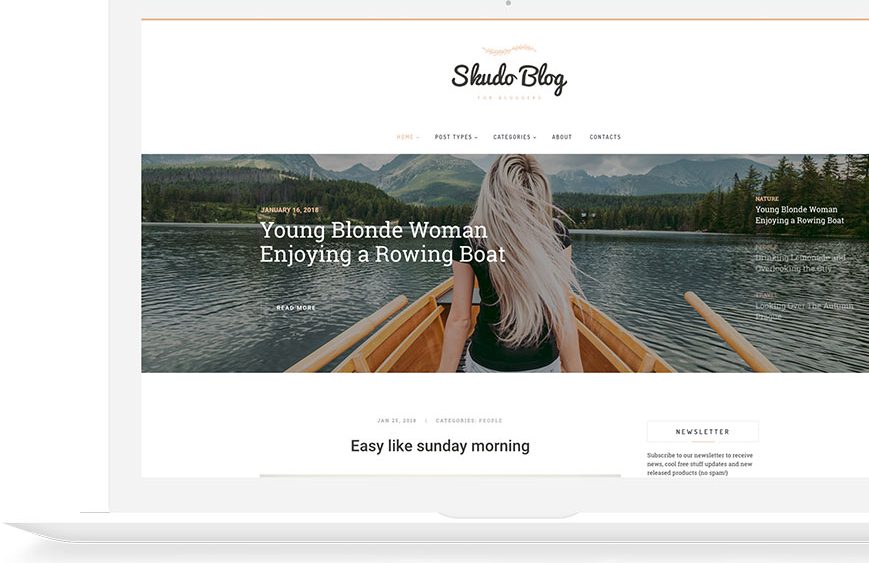 Skudo Blog
FOR BLOGGERS
HOME POST TYPES CATEGORIES ABOUT CONTACTS
JANUARY 16, 2018
Young Blonde Woman
Enjoying a Rowing Boat
READ MORE
NATURE
Young Blonde Woman
Enjoying a Rowing Boat
PEOPLE
Drinking Lemonade and
Overlooking the City
TRAVEL
Looking Over The Autumn
JAN 25, 2018 | CATEGORIES: PEOPLE
Easy like sunday morning
NEWSLETTER
Subscribe to our newsletter to receive
news, cool free stuff updates and new
released products (no spam!)